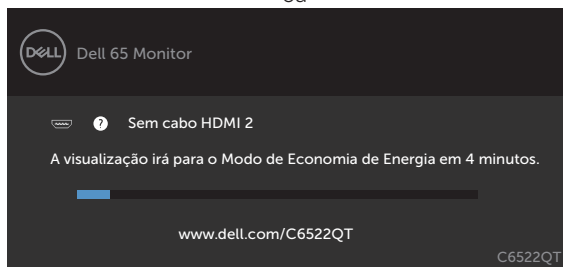 ou
DELL
Dell 65 Monitor
? Sem cabo HDMI 2
A visualização irá para o Modo de Economia de Energia em 4 minutos.
www.dell.com/C6522QT
C6522QT